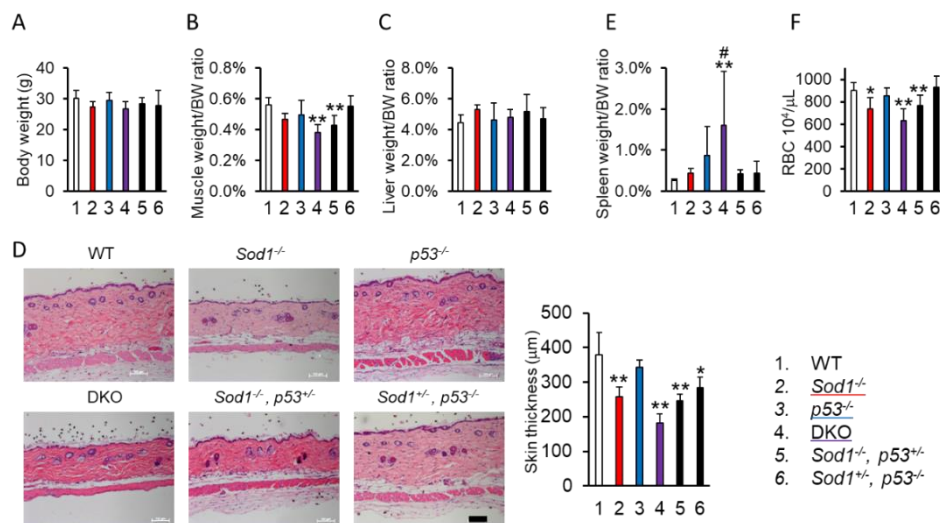 A
Body weight (g)
40
30
20
10
0
1 2 3 4 5 6
B
Muscle weight/BW ratio
0.8%
0.6%
0.4%
0.2%
0.0%
** **
1 2 3 4 5 6
C
Liver weight/BW ratio
8.0%
6.0%
4.0%
2.0%
0.0%
1 2 3 4 5 6
E
Spleen weight/BW ratio
3.0%
2.0%
1.0%
0.0%
#
**
1 2 3 4 5 6
F
RBC 10⁴/μL
1000
800
600
400
200
0
* ** **
1 2 3 4 5 6
D
WT
Sod1-/-
p53-/-
DKO
Sod1-/-, p53+/-
Sod1+/-, p53-/-
Skin thickness (μm)
500
400
300
200
100
0
** ** ** *
1 2 3 4 5 6
1. WT
2. Sod1-/-
3. p53-/-
4. DKO
5. Sod1-/-, p53+/-
6. Sod1+/-, p53-/-